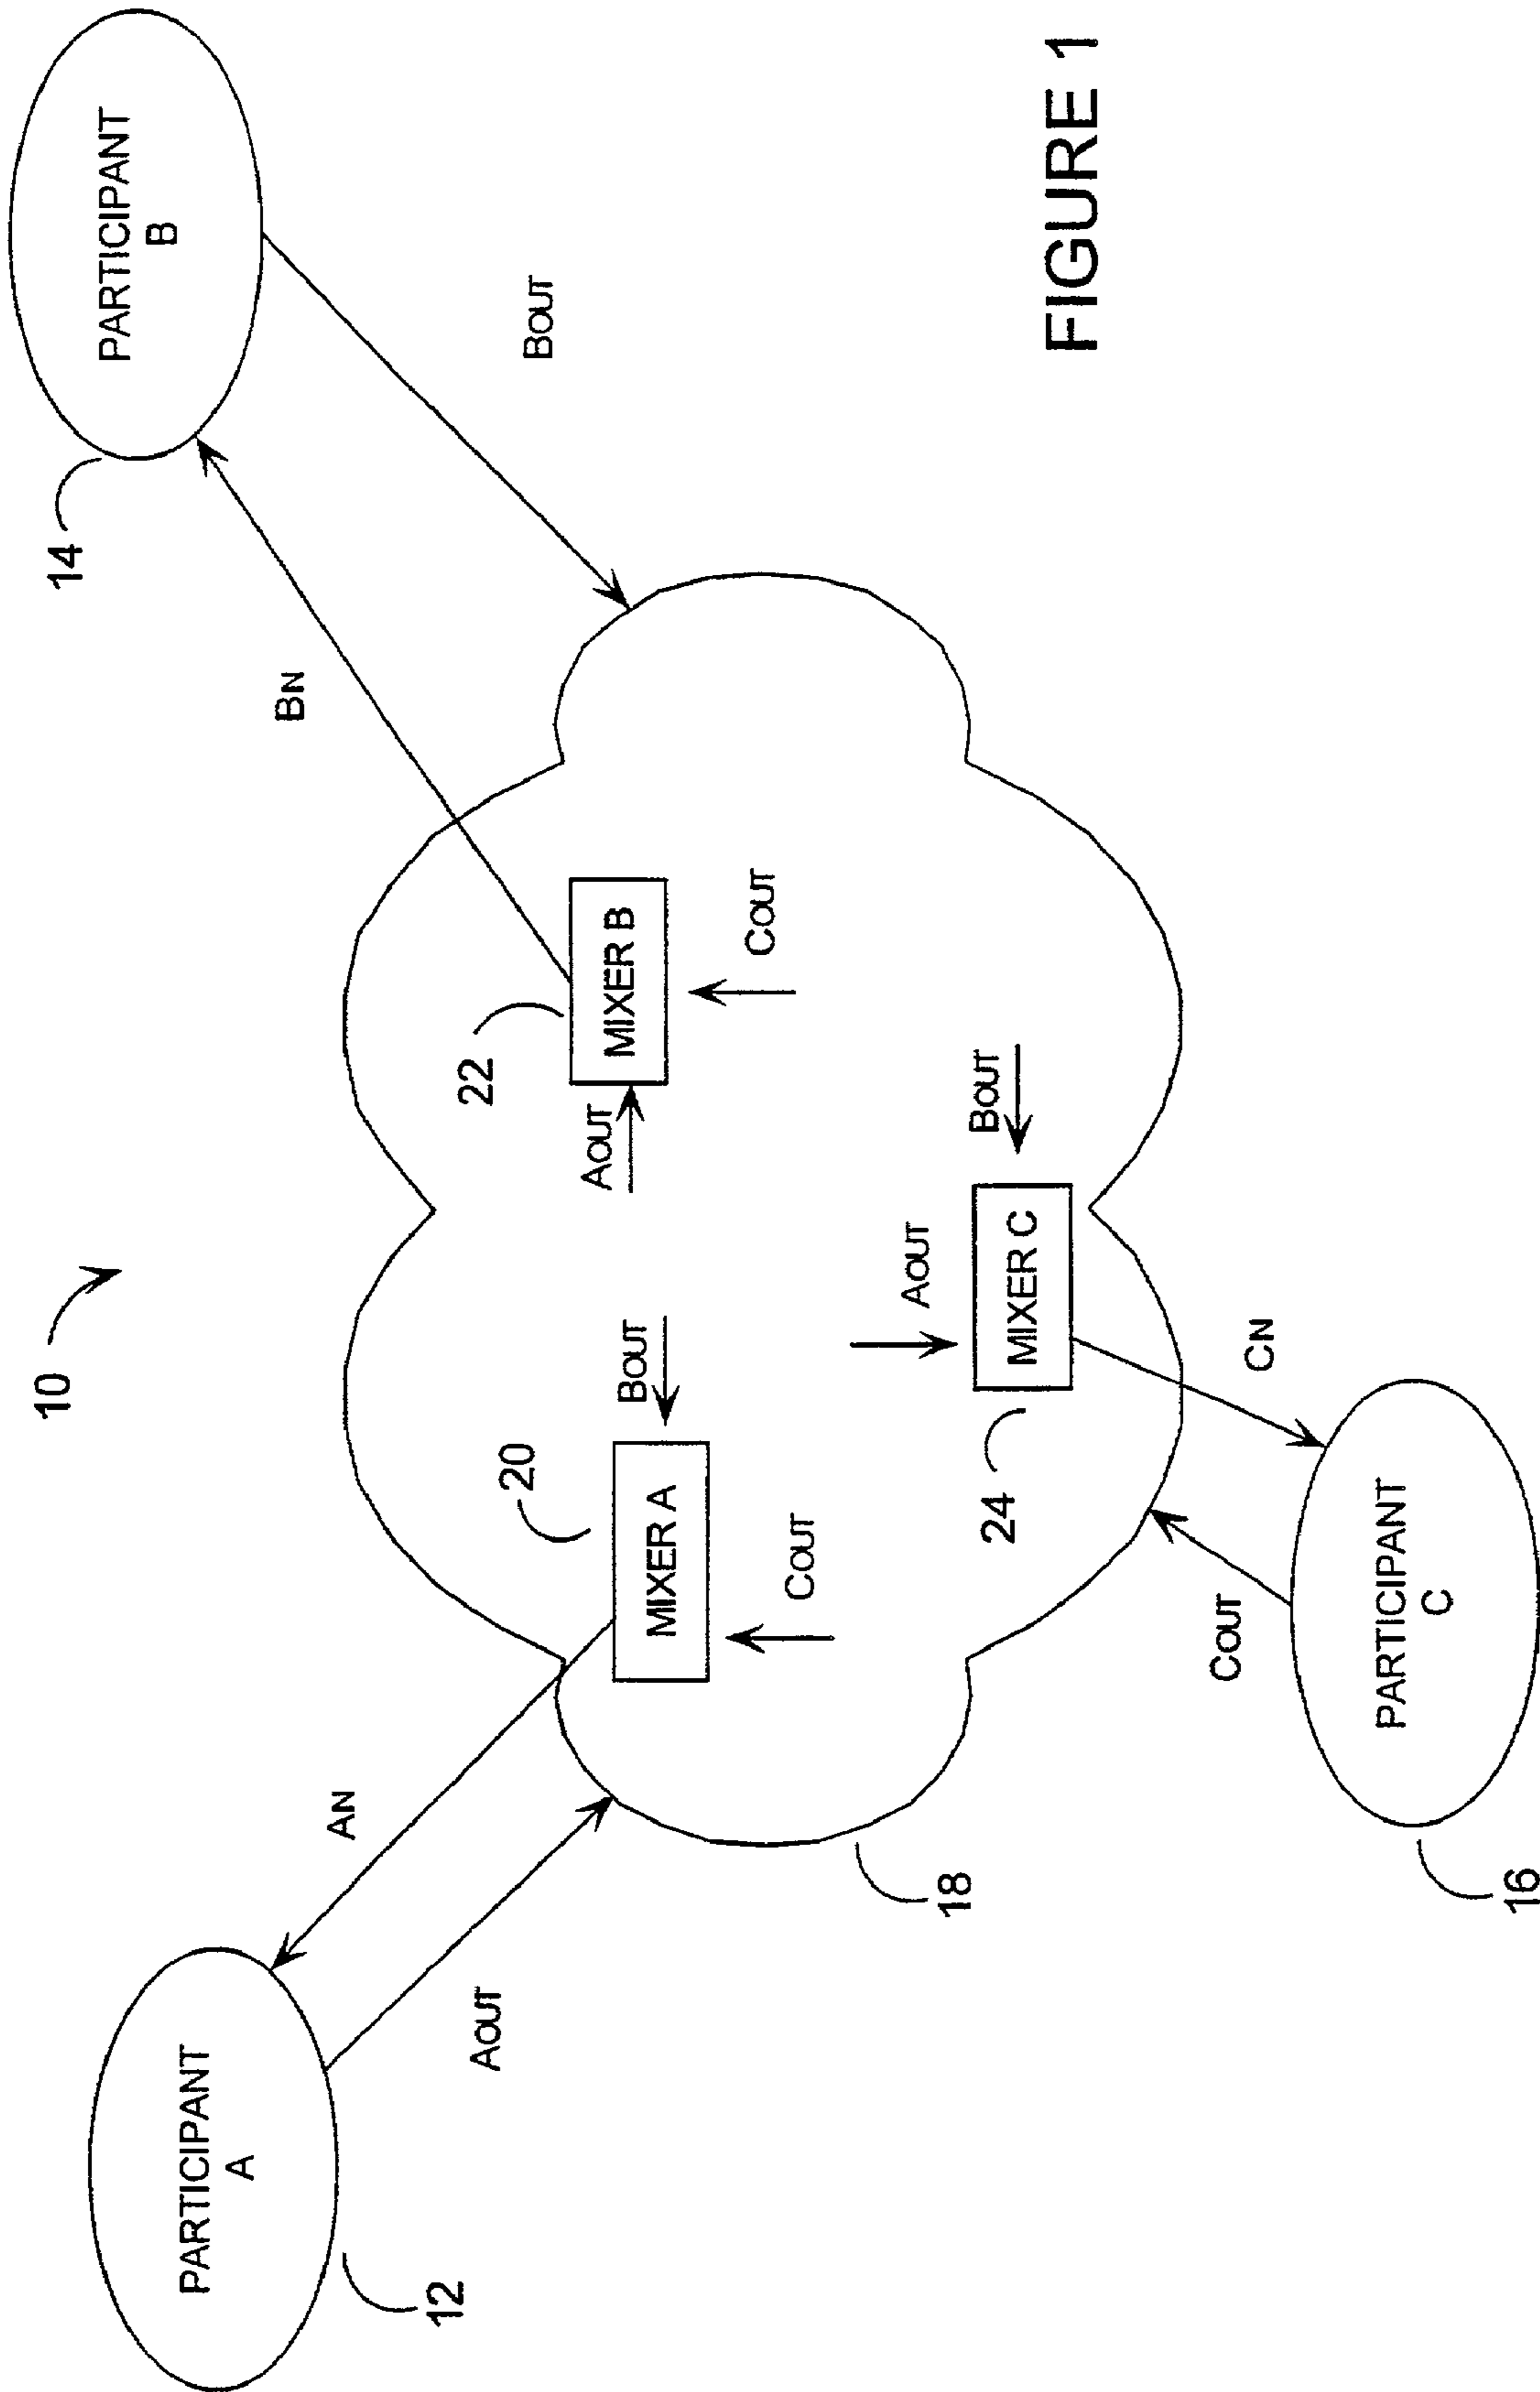 10
PARTICIPANT
B
14
BN
BOUT
PARTICIPANT
A
12
AN
AOUT
20
MIXER A
BOUT
COUT
22
MIXER B
AOUT
COUT
AOUT
BOUT
MIXER C
24
18
CN
COUT
PARTICIPANT
C
16
FIGURE 1